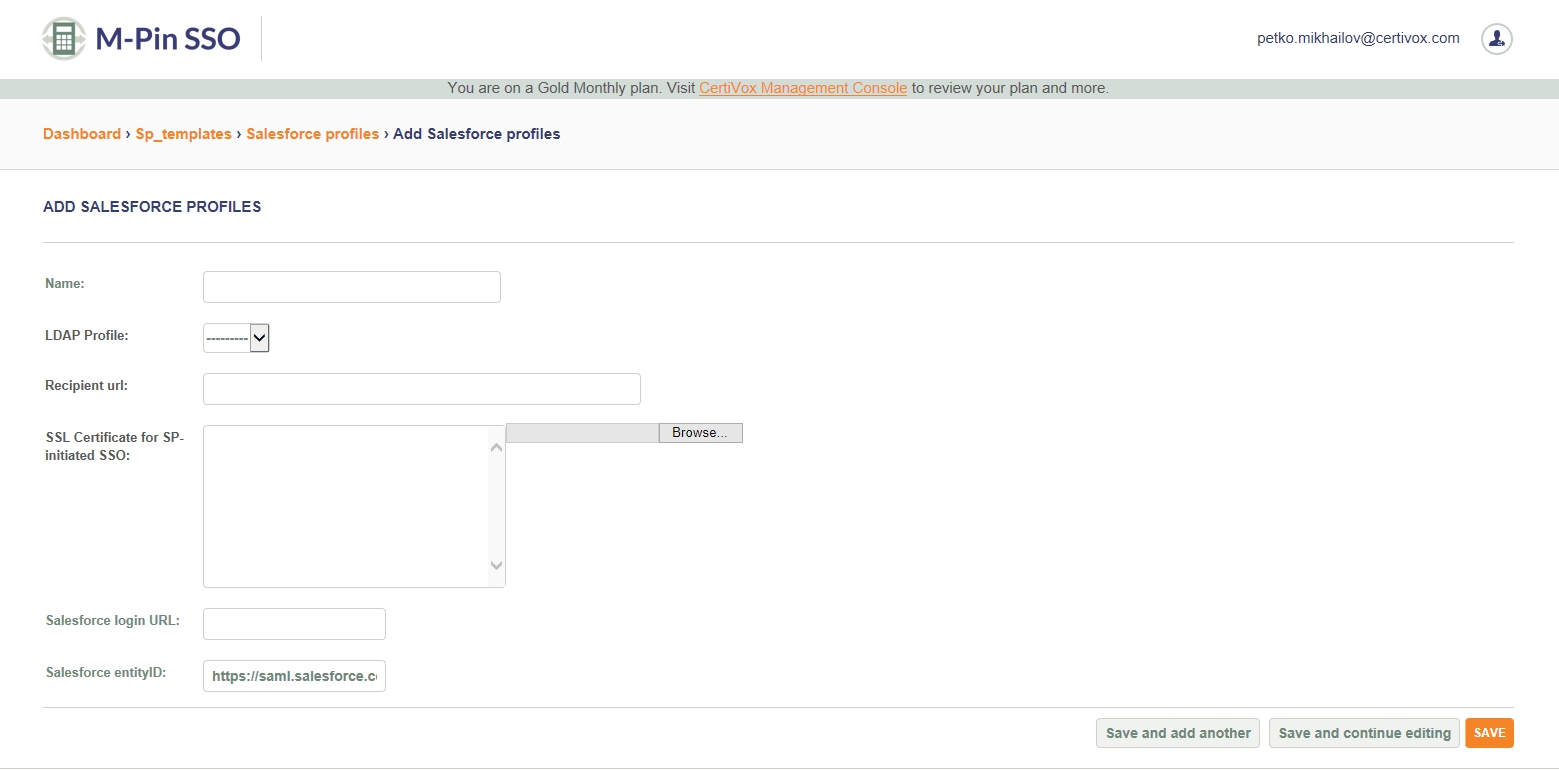 M-Pin SSO
petko.mikhailov@certivox.com
You are on a Gold Monthly plan. Visit CertiVox Management Console to review your plan and more.
Dashboard › Sp_templates › Salesforce profiles › Add Salesforce profiles
ADD SALESFORCE PROFILES
Name:
LDAP Profile:
---------
Recipient url:
SSL Certificate for SP-
initiated SSO:
Browse...
Salesforce login URL:
Salesforce entityID:
https://saml.salesforce.c
Save and add another
Save and continue editing
SAVE